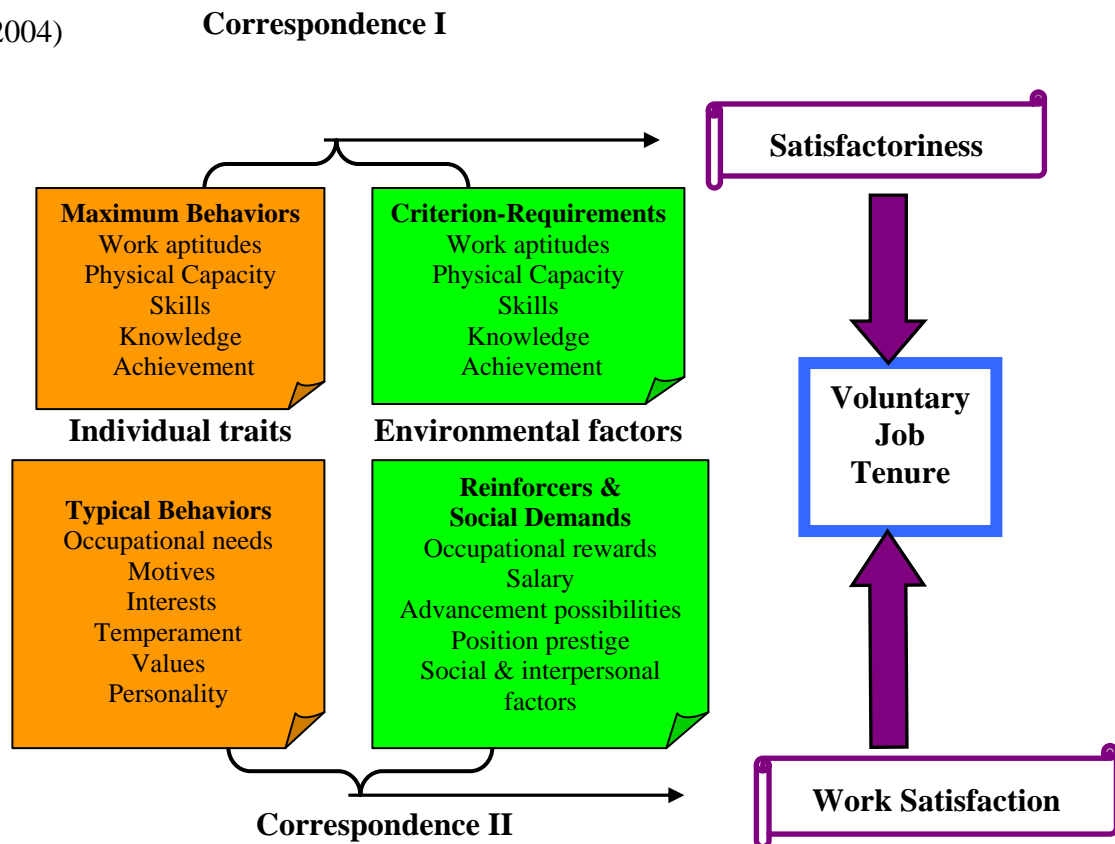 2004)
Correspondence I
Satisfactoriness
Maximum Behaviors
Work aptitudes
Physical Capacity
Skills
Knowledge
Achievement
Criterion-Requirements
Work aptitudes
Physical Capacity
Skills
Knowledge
Achievement
Individual traits
Environmental factors
Voluntary
Job
Tenure
Typical Behaviors
Occupational needs
Motives
Interests
Temperament
Values
Personality
Reinforcers &
Social Demands
Occupational rewards
Salary
Advancement possibilities
Position prestige
Social & interpersonal
factors
Work Satisfaction
Correspondence II